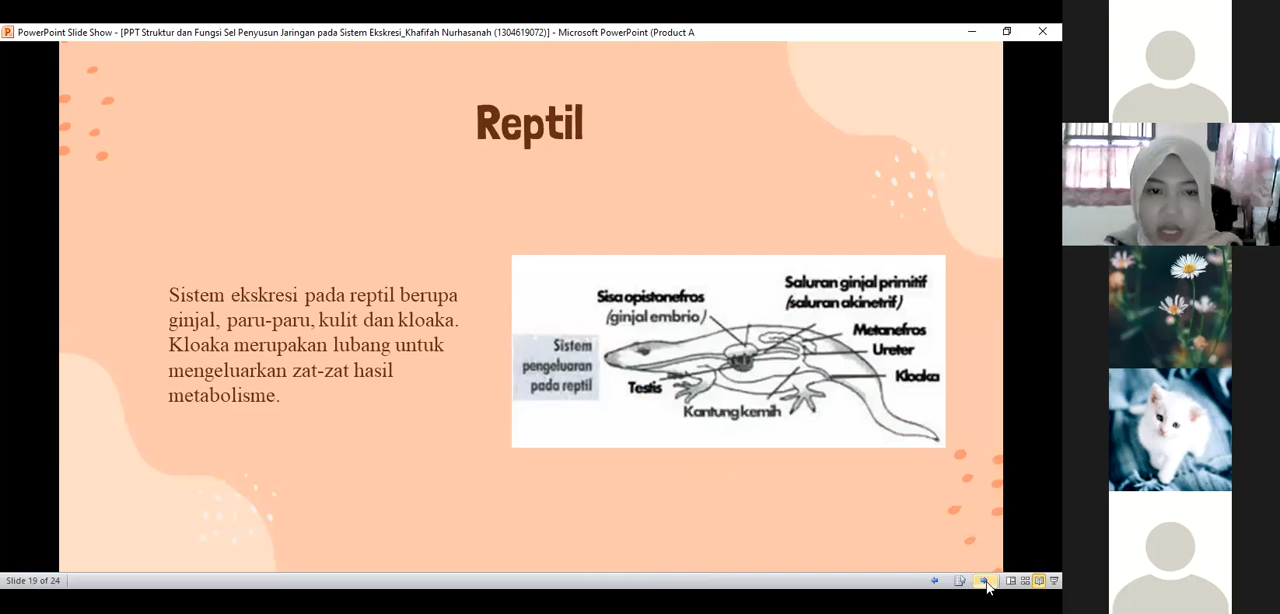 PowerPoint Slide Show - [PPT Struktur dan Fungsi Sel Penyusun Jaringan pada Sistem Ekskresi_Khafifah Nurhasanah (1304619072)] - Microsoft PowerPoint (Product A
Reptil
Sistem ekskresi pada reptil berupa
ginjal, paru-paru, kulit dan kloaka.
Kloaka merupakan lubang untuk
mengeluarkan zat-zat hasil
metabolisme.
Sistem
pengeluaran
pada reptil
Sisa opistonefros
(ginjal embrio)
Saluran ginjal primitif
(saluran akinetrif)
Metanefros
Ureter
Kloaka
Testis
Kantung kemih
Slide 19 of 24